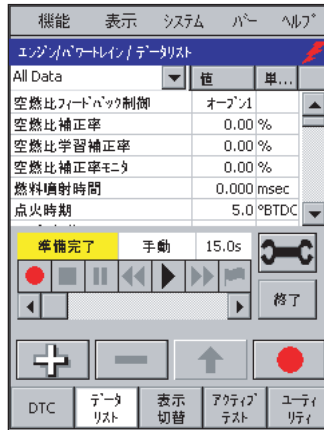 機能 表示 システム バー ヘルプ
エンジン/パワートレイン / データリスト
All Data 値 単...
空燃比フィードバック制御 オープン1
空燃比補正率 0.00 %
空燃比学習補正率 0.00 %
空燃比補正率モニタ 0.00 %
燃料噴射時間 0.000 msec
点火時期 5.0 °BTDC
準備完了 手動 15.0s
終了
DTC データ 表示 アクティブ ユーティ
リスト 切替 テスト リティ